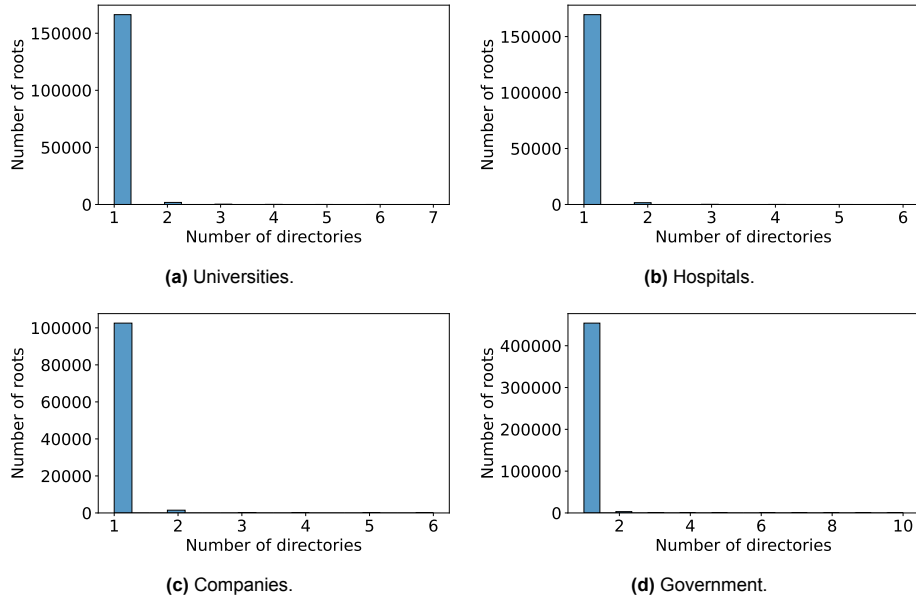 150000
100000
50000
0
Number of roots
1 2 3 4 5 6 7
Number of directories
(a) Universities.
150000
100000
50000
0
Number of roots
1 2 3 4 5 6
Number of directories
(b) Hospitals.
100000
80000
60000
40000
20000
0
Number of roots
1 2 3 4 5 6
Number of directories
(c) Companies.
400000
300000
200000
100000
0
Number of roots
2 4 6 8 10
Number of directories
(d) Government.